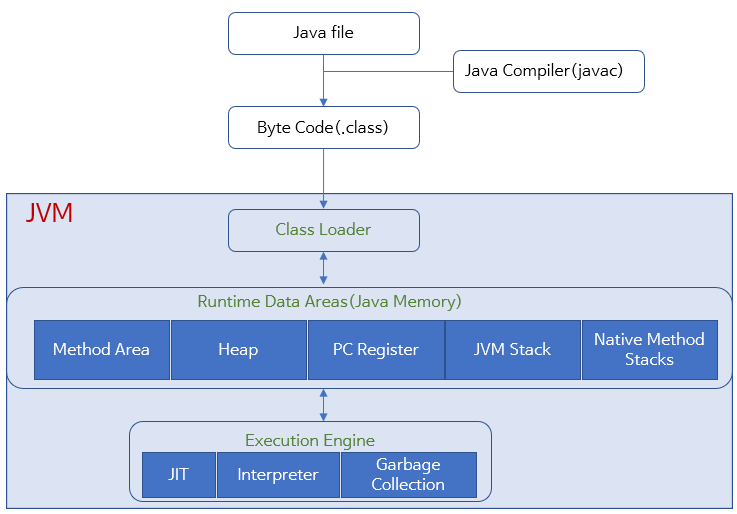 Java file
Java Compiler(javac)
Byte Code(.class)
JVM
Class Loader
Runtime Data Areas(Java Memory)
Method Area
Heap
PC Register
JVM Stack
Native Method
Stacks
Execution Engine
JIT
Interpreter
Garbage
Collection